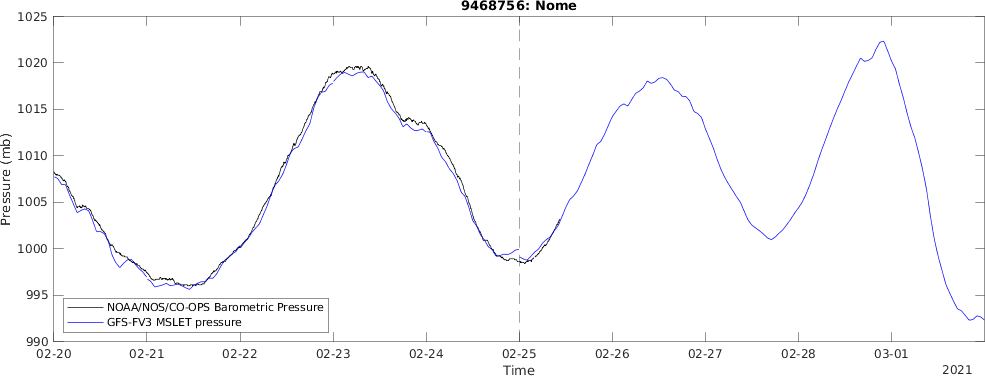 9468756: Nome
1025
1020
1015
1010
1005
1000
995
990
Pressure (mb)
NOAA/NOS/CO-OPS Barometric Pressure
GFS-FV3 MSLET pressure
02-20 02-21 02-22 02-23 02-24 02-25 02-26 02-27 02-28 03-01
Time
2021